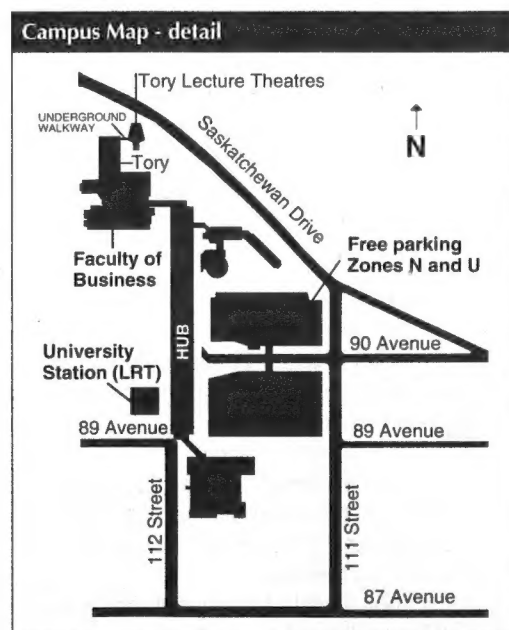 Campus Map - detail
Tory Lecture Theatres
UNDERGROUND
WALKWAY
Tory
N
Saskatchewan Drive
Faculty of
Business
Free parking
Zones N and U
HUB
90 Avenue
University
Station (LRT)
89 Avenue
89 Avenue
112 Street
111 Street
87 Avenue